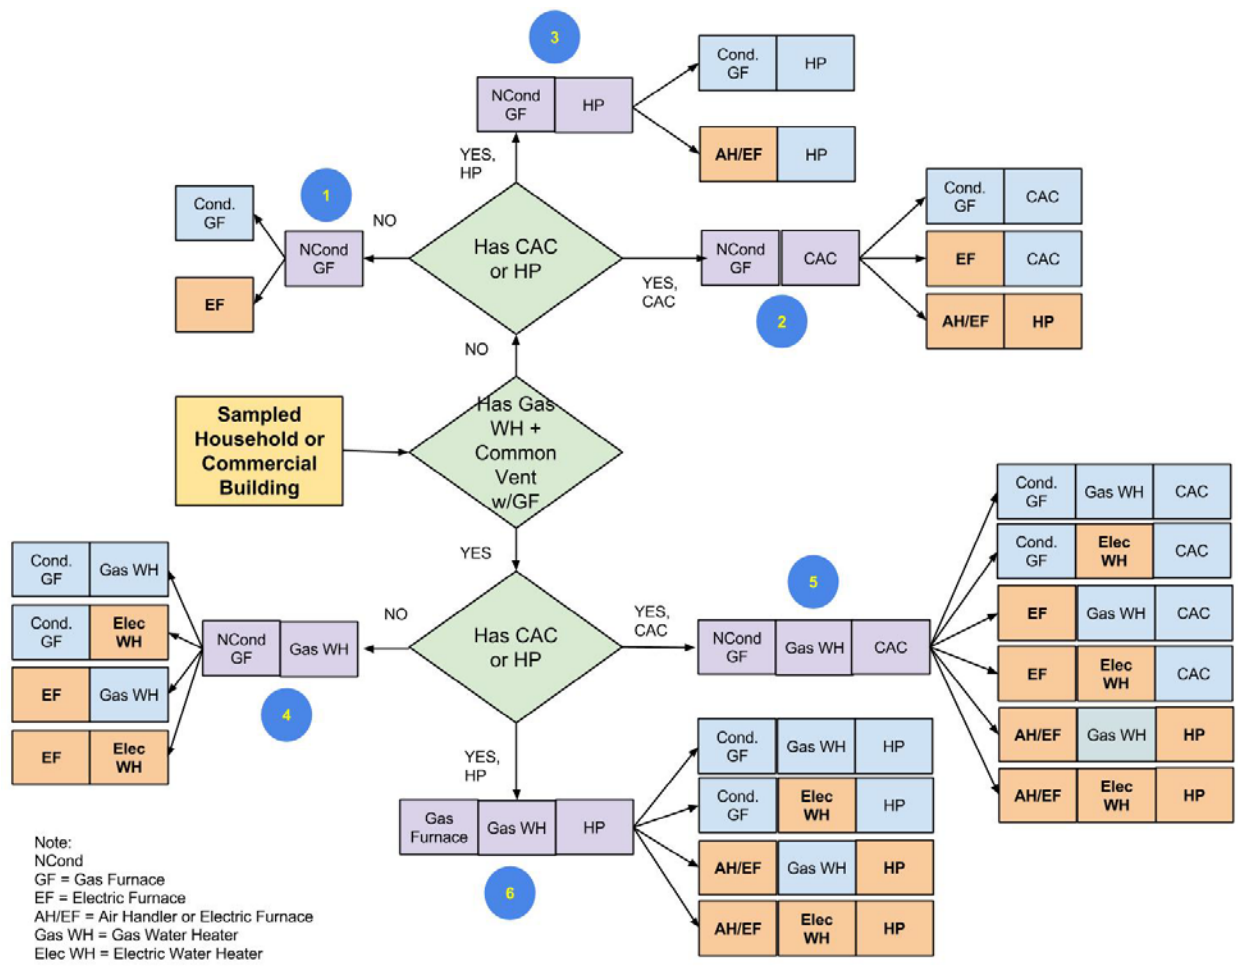 3
Cond.
GF
HP
NCond
GF
HP
AH/EF
HP
YES,
HP
1
Cond.
GF
NO
NCond
GF
EF
Has CAC
or HP
YES,
CAC
NCond
GF
CAC
2
Cond.
GF
CAC
EF
CAC
AH/EF
HP
NO
Sampled
Household or
Commercial
Building
Has Gas
WH +
Common
Vent
w/GF
YES
Has CAC
or HP
NO
NCond
GF
Gas WH
4
Cond.
GF
Gas WH
Cond.
GF
Elec
WH
EF
Gas WH
EF
Elec
WH
YES,
CAC
5
NCond
GF
Gas WH
CAC
Cond.
GF
Gas WH
CAC
Cond.
GF
Elec
WH
CAC
EF
Gas WH
CAC
EF
Elec
WH
CAC
AH/EF
Gas WH
HP
AH/EF
Elec
WH
HP
YES,
HP
Gas
Furnace
Gas WH
HP
6
Cond.
GF
Gas WH
HP
Cond.
GF
Elec
WH
HP
AH/EF
Gas WH
HP
AH/EF
Elec
WH
HP
Note:
NCond
GF = Gas Furnace
EF = Electric Furnace
AH/EF = Air Handler or Electric Furnace
Gas WH = Gas Water Heater
Elec WH = Electric Water Heater